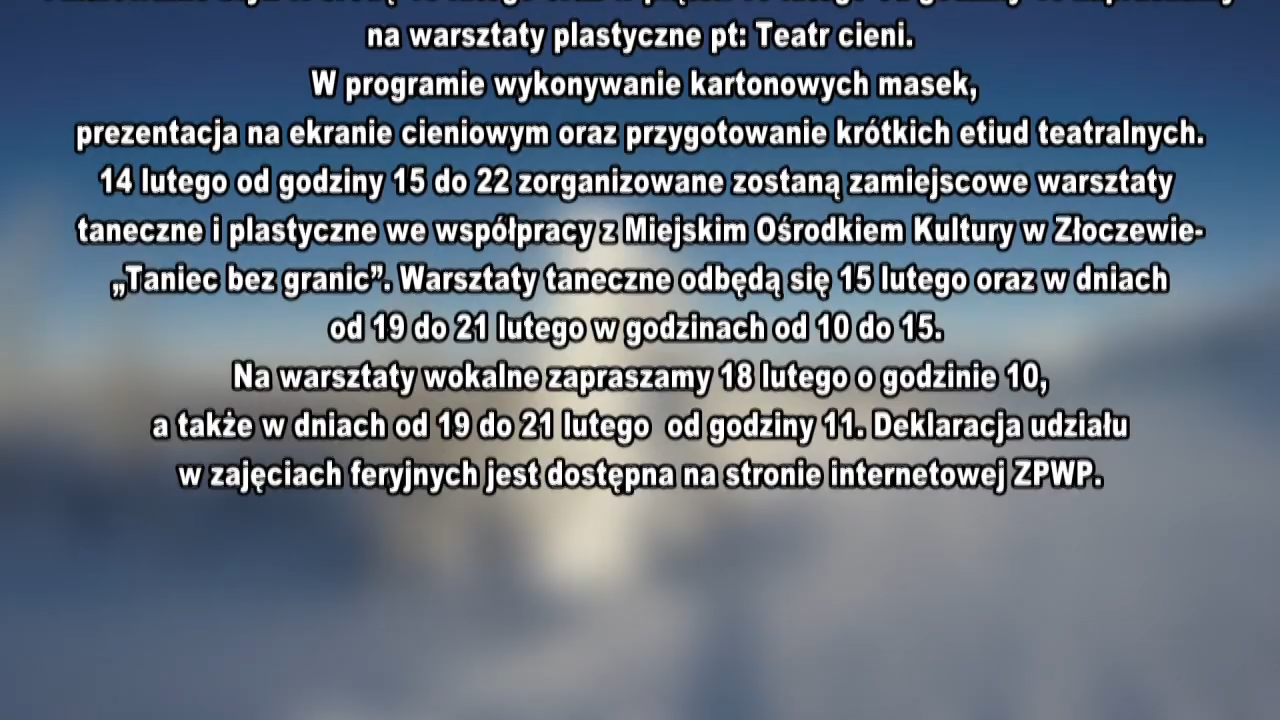 na warsztaty plastyczne pt: Teatr cieni.
W programie wykonywanie kartonowych masek,
prezentacja na ekranie cieniowym oraz przygotowanie krótkich etiud teatralnych.
14 lutego od godziny 15 do 22 zorganizowane zostaną zamiejscowe warsztaty
taneczne i plastyczne we współpracy z Miejskim Ośrodkiem Kultury w Złoczewie-
„Taniec bez granic”. Warsztaty taneczne odbędą się 15 lutego oraz w dniach
od 19 do 21 lutego w godzinach od 10 do 15.
Na warsztaty wokalne zapraszamy 18 lutego o godzinie 10,
a także w dniach od 19 do 21 lutego  od godziny 11. Deklaracja udziału
w zajęciach feryjnych jest dostępna na stronie internetowej ZPWP.